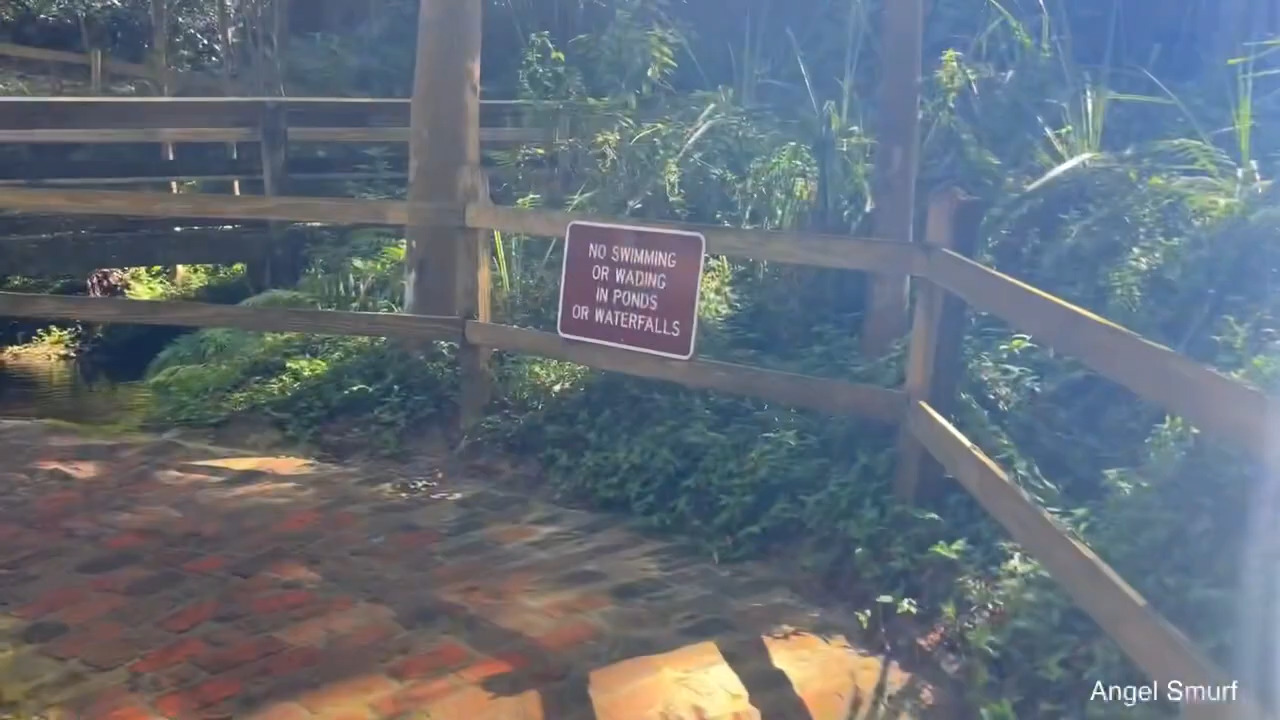 NO SWIMMING
OR WADING
IN PONDS
OR WATERFALLS
Angel Smurf